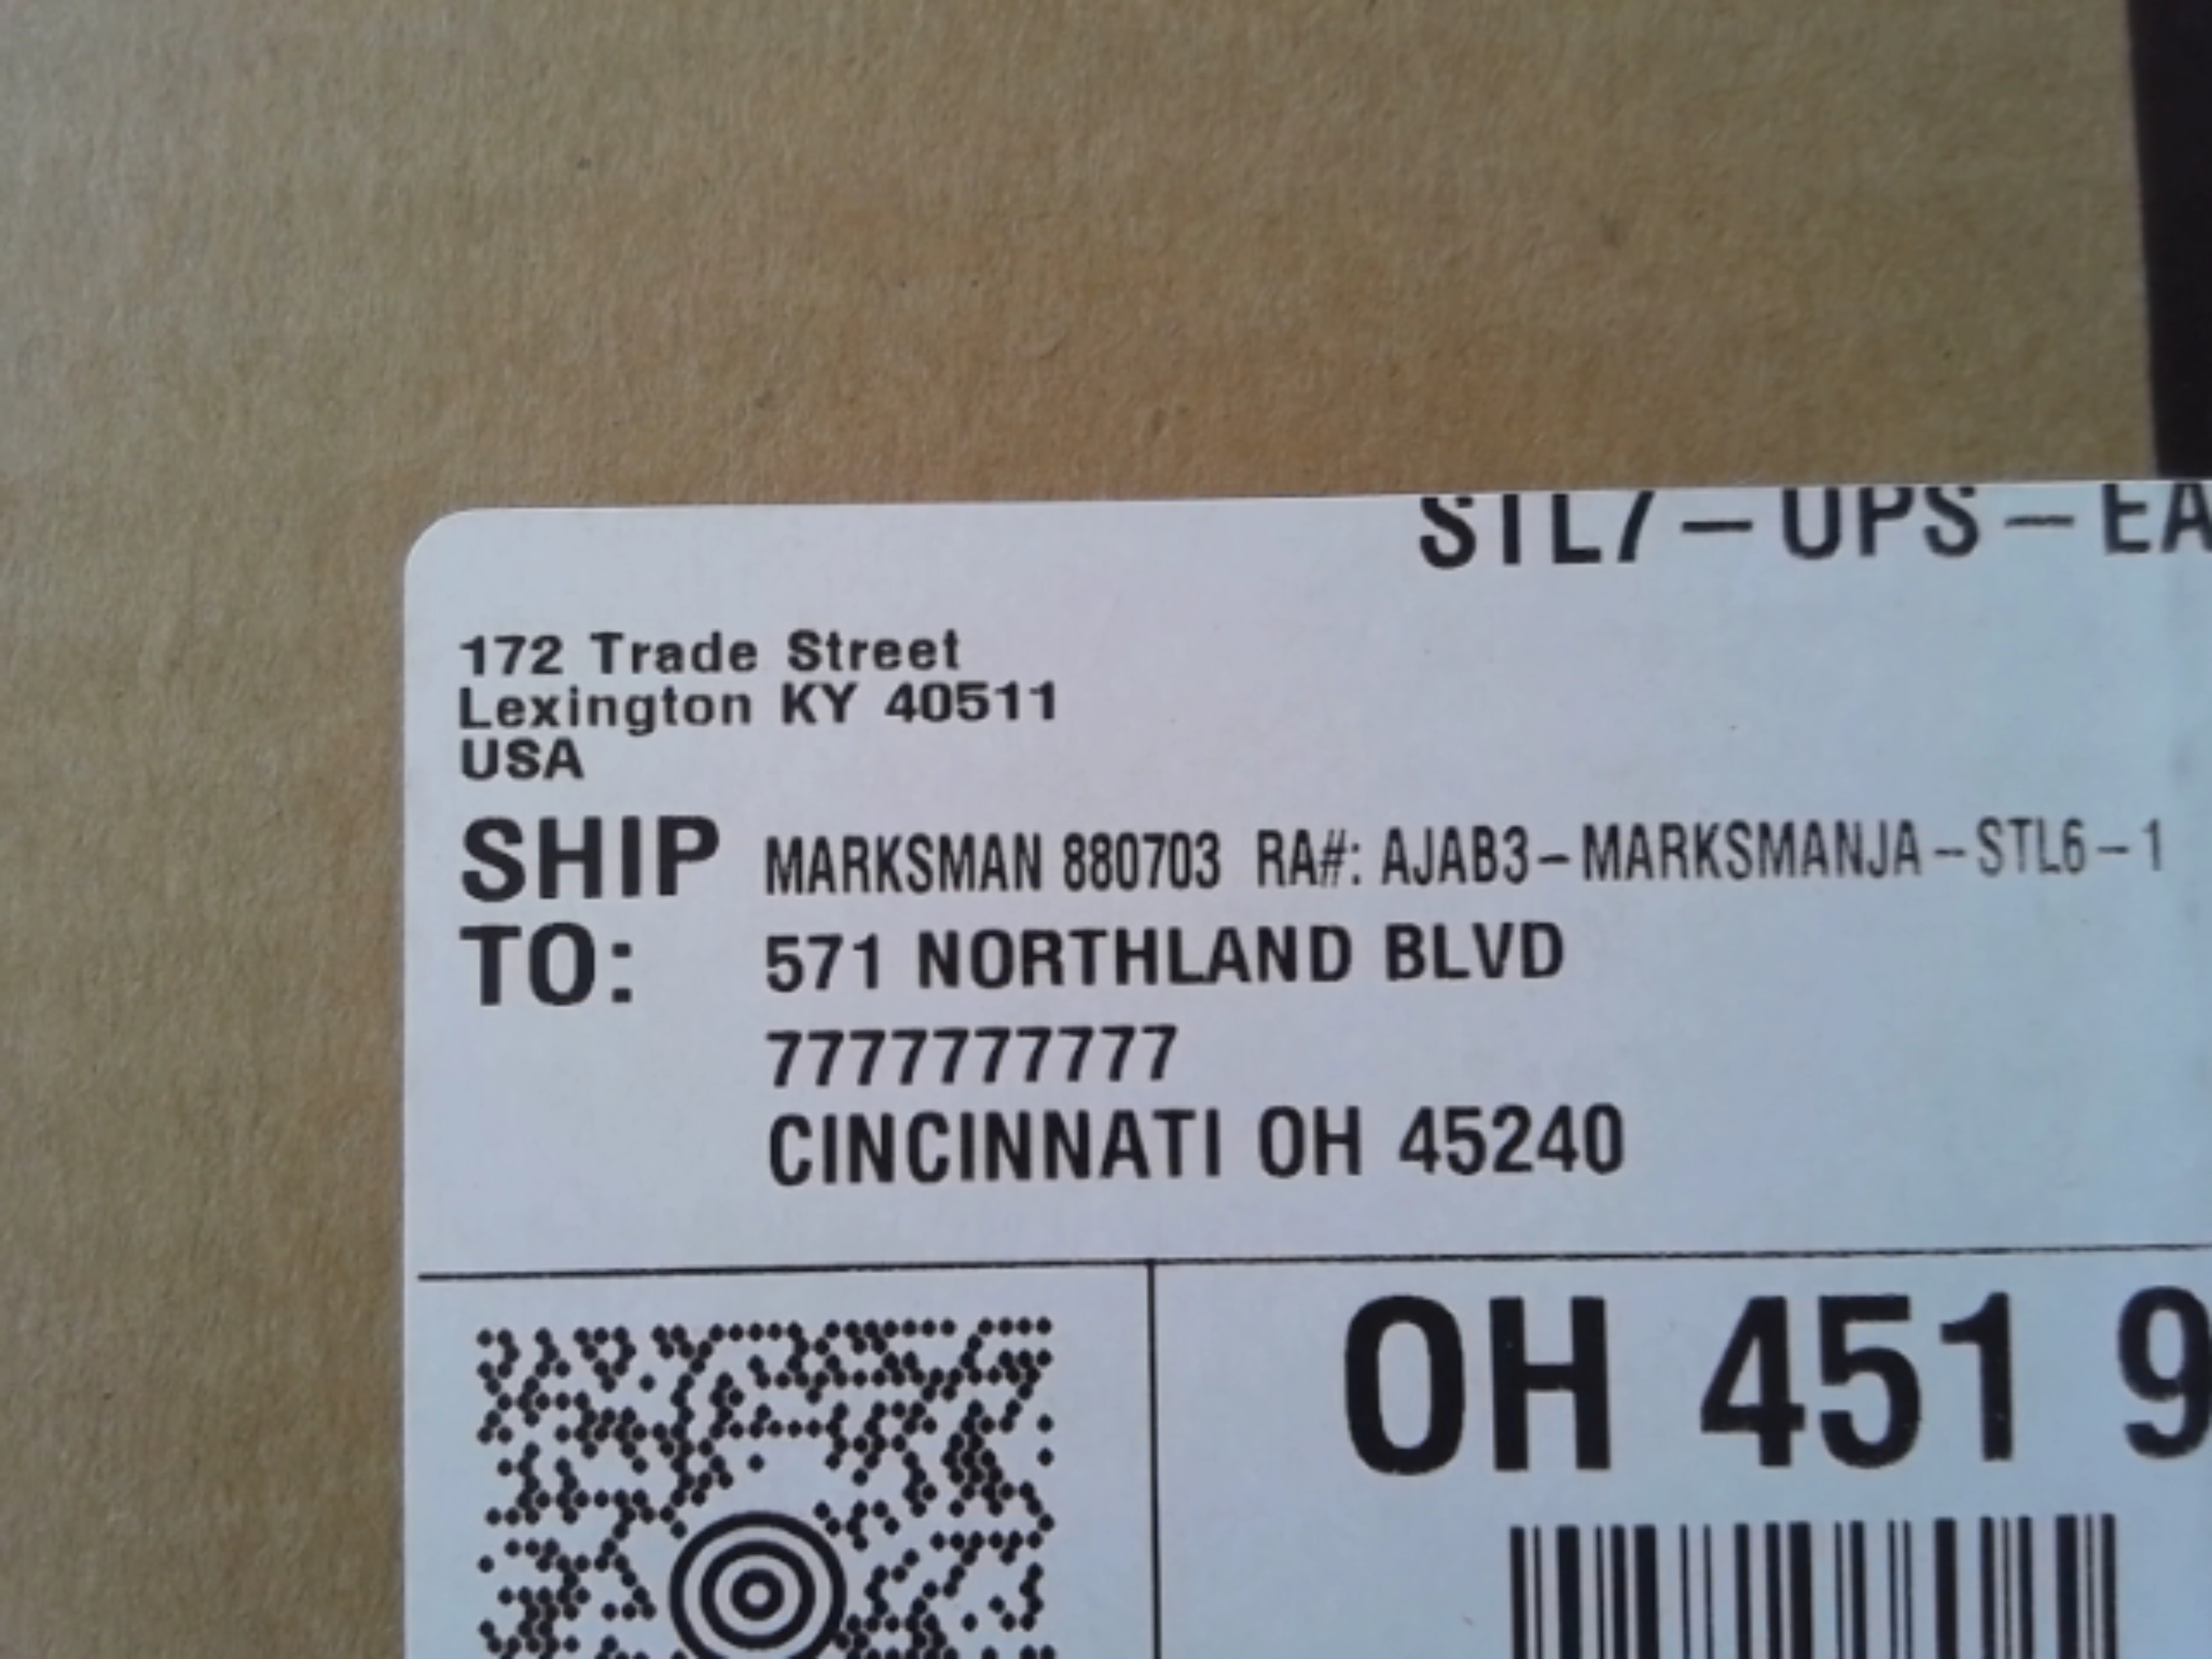 STL7-UPS-EA
172 Trade Street
Lexington KY 40511
USA
SHIP TO: MARKSMAN 880703 RA#: AJAB3-MARKSMANJA-STL6-1
571 NORTHLAND BLVD
7777777777
CINCINNATI OH 45240
OH 451 9